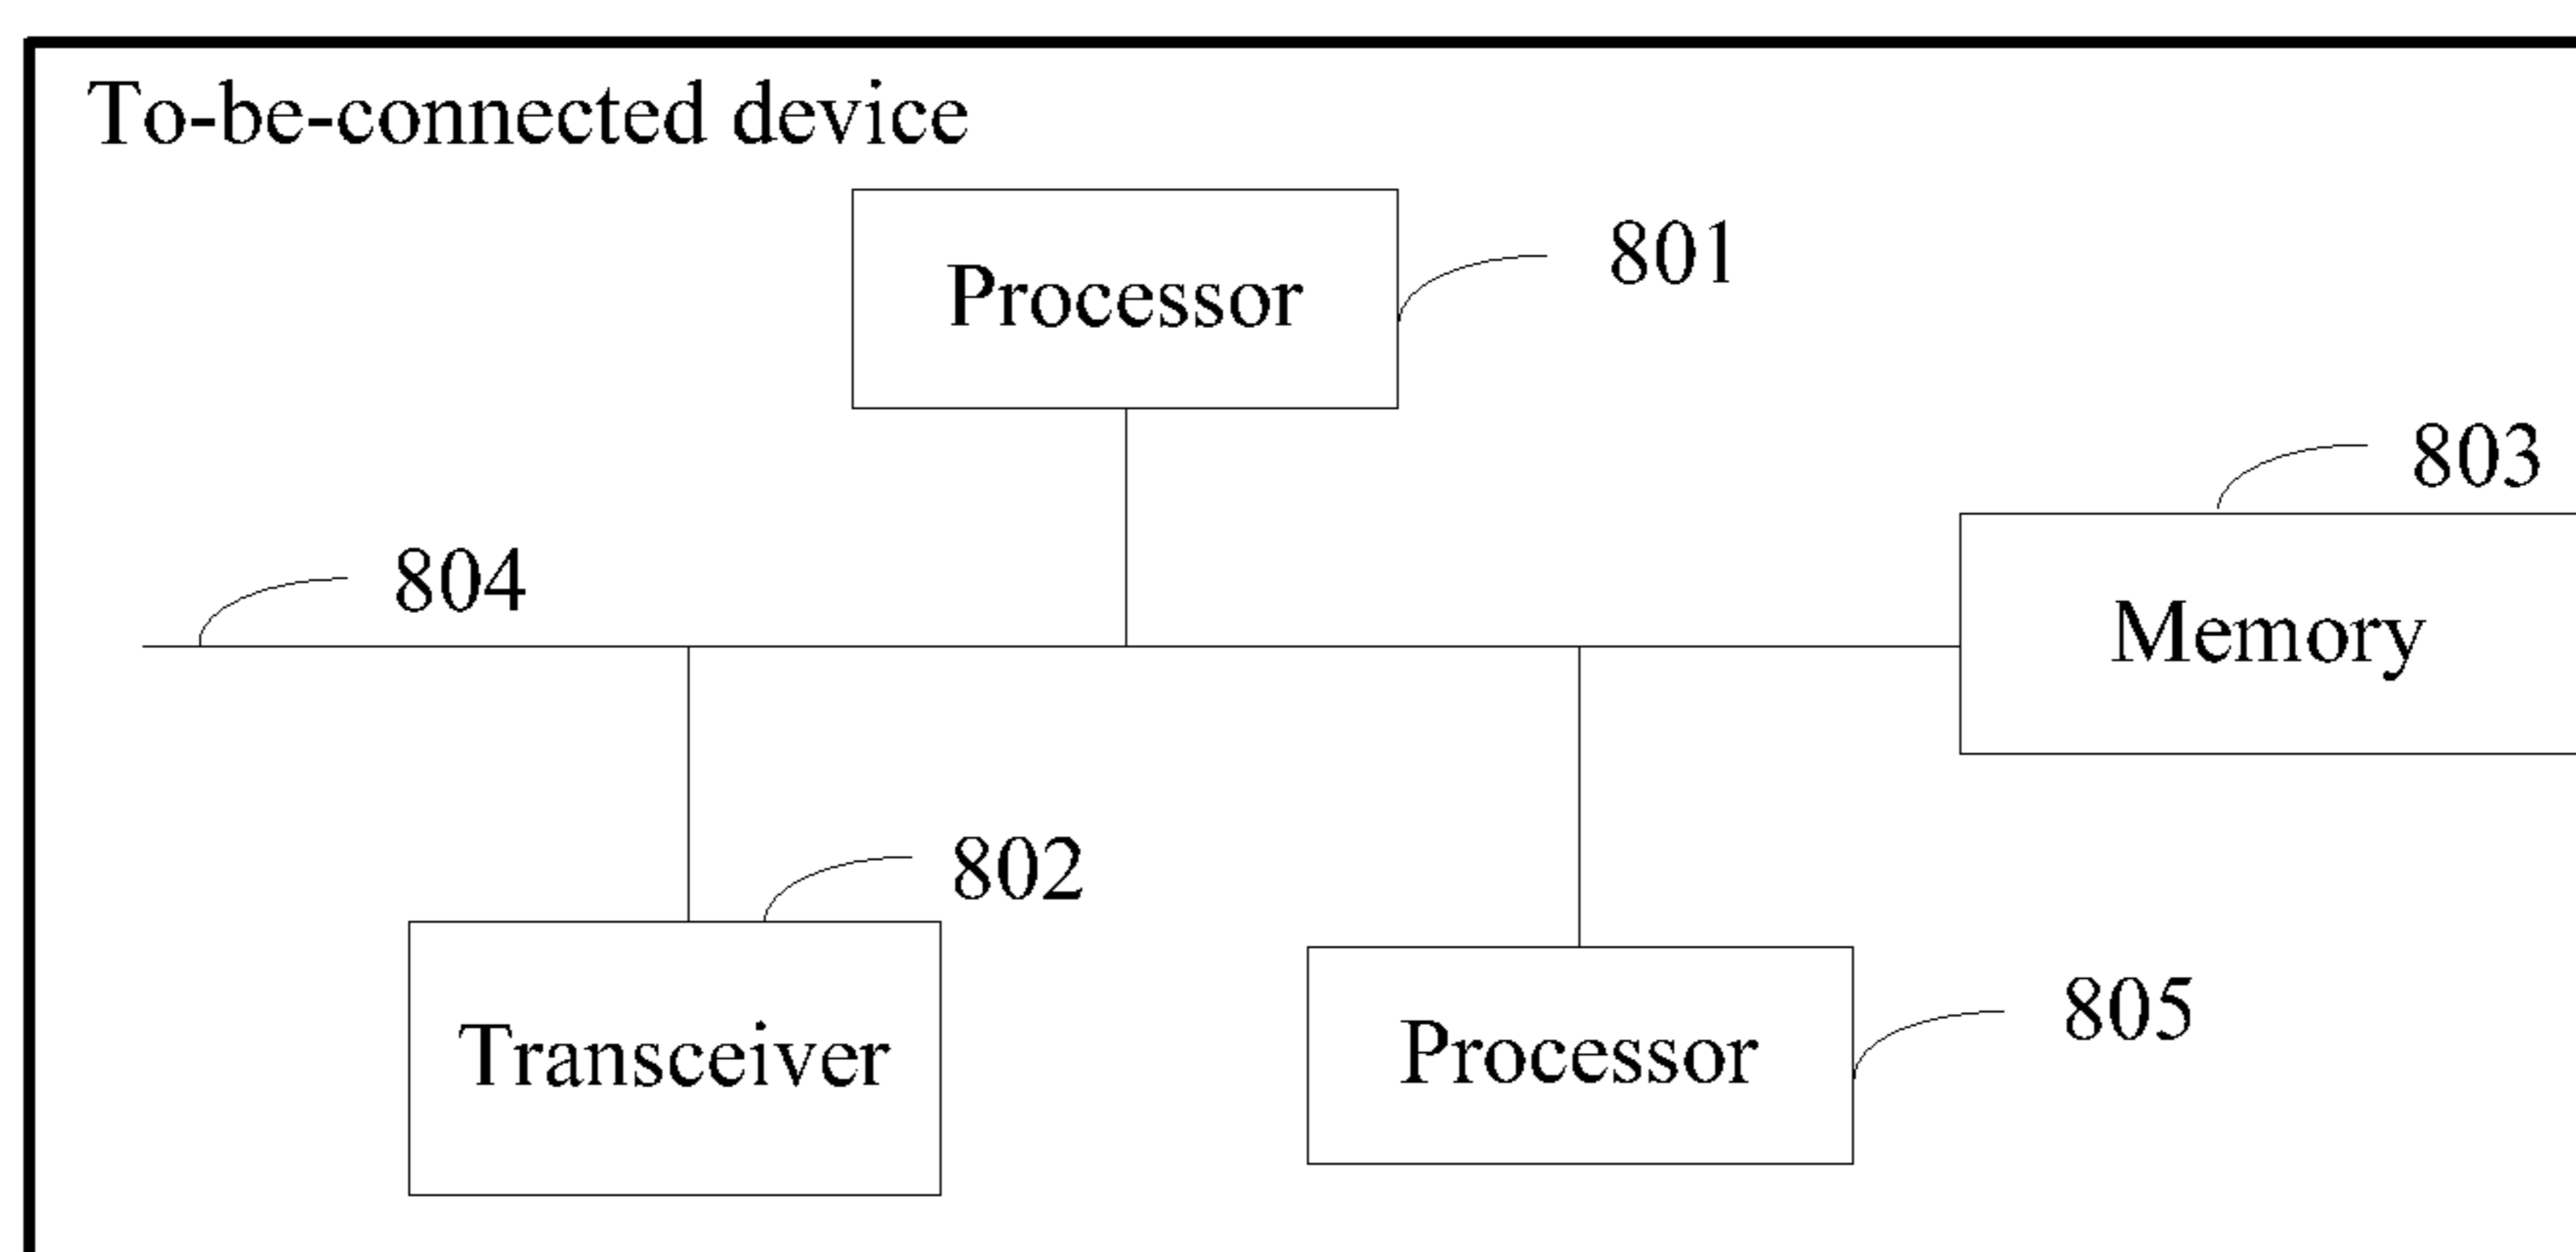 To-be-connected device
Processor
801
803
804
Memory
802
Transceiver
Processor
805